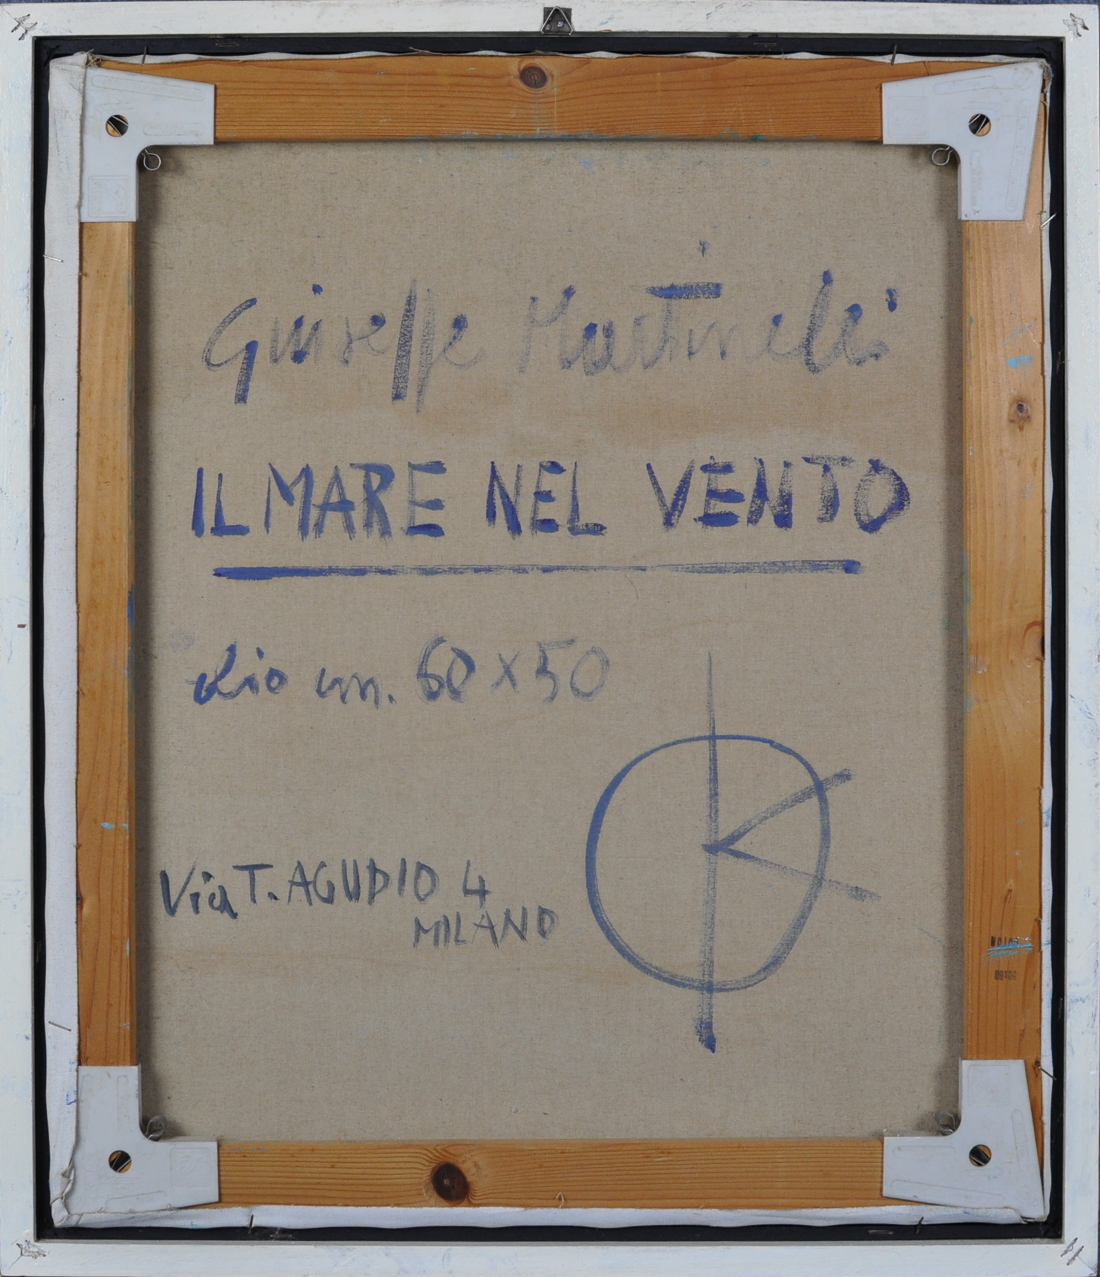 Giuseppe Martinelli
IL MARE NEL VENTO
olio cm. 60 x 50
Via T. AGUDIO 4
MILANO